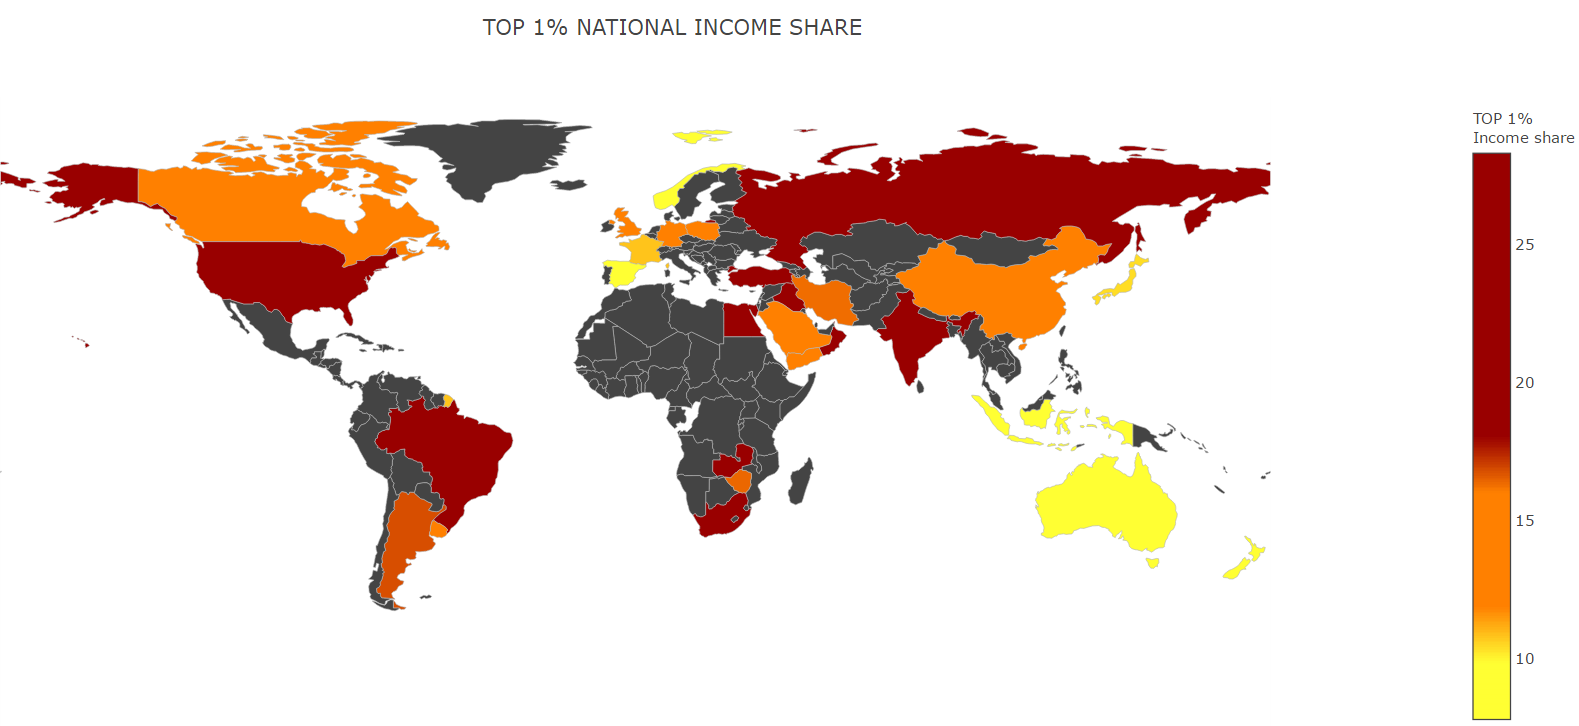 TOP 1% NATIONAL INCOME SHARE
TOP 1%
Income share
25
20
15
10